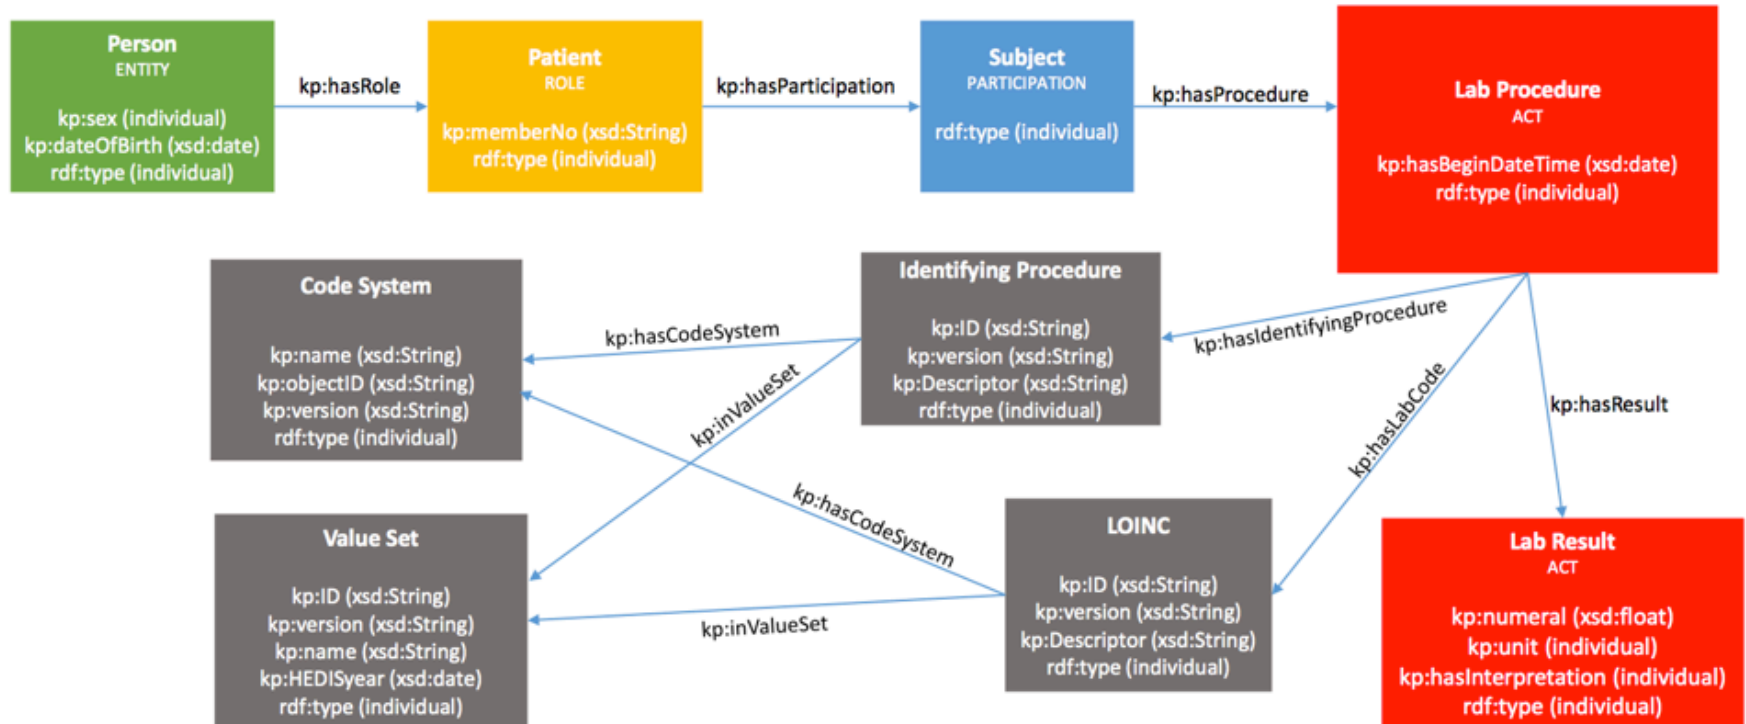 Person
ENTITY
kp:sex (individual)
kp:dateOfBirth (xsd:date)
rdf:type (individual)
kp:hasRole
Patient
ROLE
kp:memberNo (xsd:String)
rdf:type (individual)
kp:hasParticipation
Subject
PARTICIPATION
rdf:type (individual)
kp:hasProcedure
Lab Procedure
ACT
kp:hasBeginDateTime (xsd:date)
rdf:type (individual)
Code System
kp:name (xsd:String)
kp:objectID (xsd:String)
kp:version (xsd:String)
rdf:type (individual)
kp:hasCodeSystem
kp:inValueSet
Identifying Procedure
kp:ID (xsd:String)
kp:version (xsd:String)
kp:Descriptor (xsd:String)
rdf:type (individual)
kp:hasIdentifyingProcedure
kp:hasLabCode
kp:hasResult
Value Set
kp:ID (xsd:String)
kp:version (xsd:String)
kp:name (xsd:String)
kp:HEDISyear (xsd:date)
rdf:type (individual)
kp:hasCodeSystem
kp:inValueSet
LOINC
kp:ID (xsd:String)
kp:version (xsd:String)
kp:Descriptor (xsd:String)
rdf:type (individual)
Lab Result
ACT
kp:numeral (xsd:float)
kp:unit (individual)
kp:hasInterpretation (individual)
rdf:type (individual)